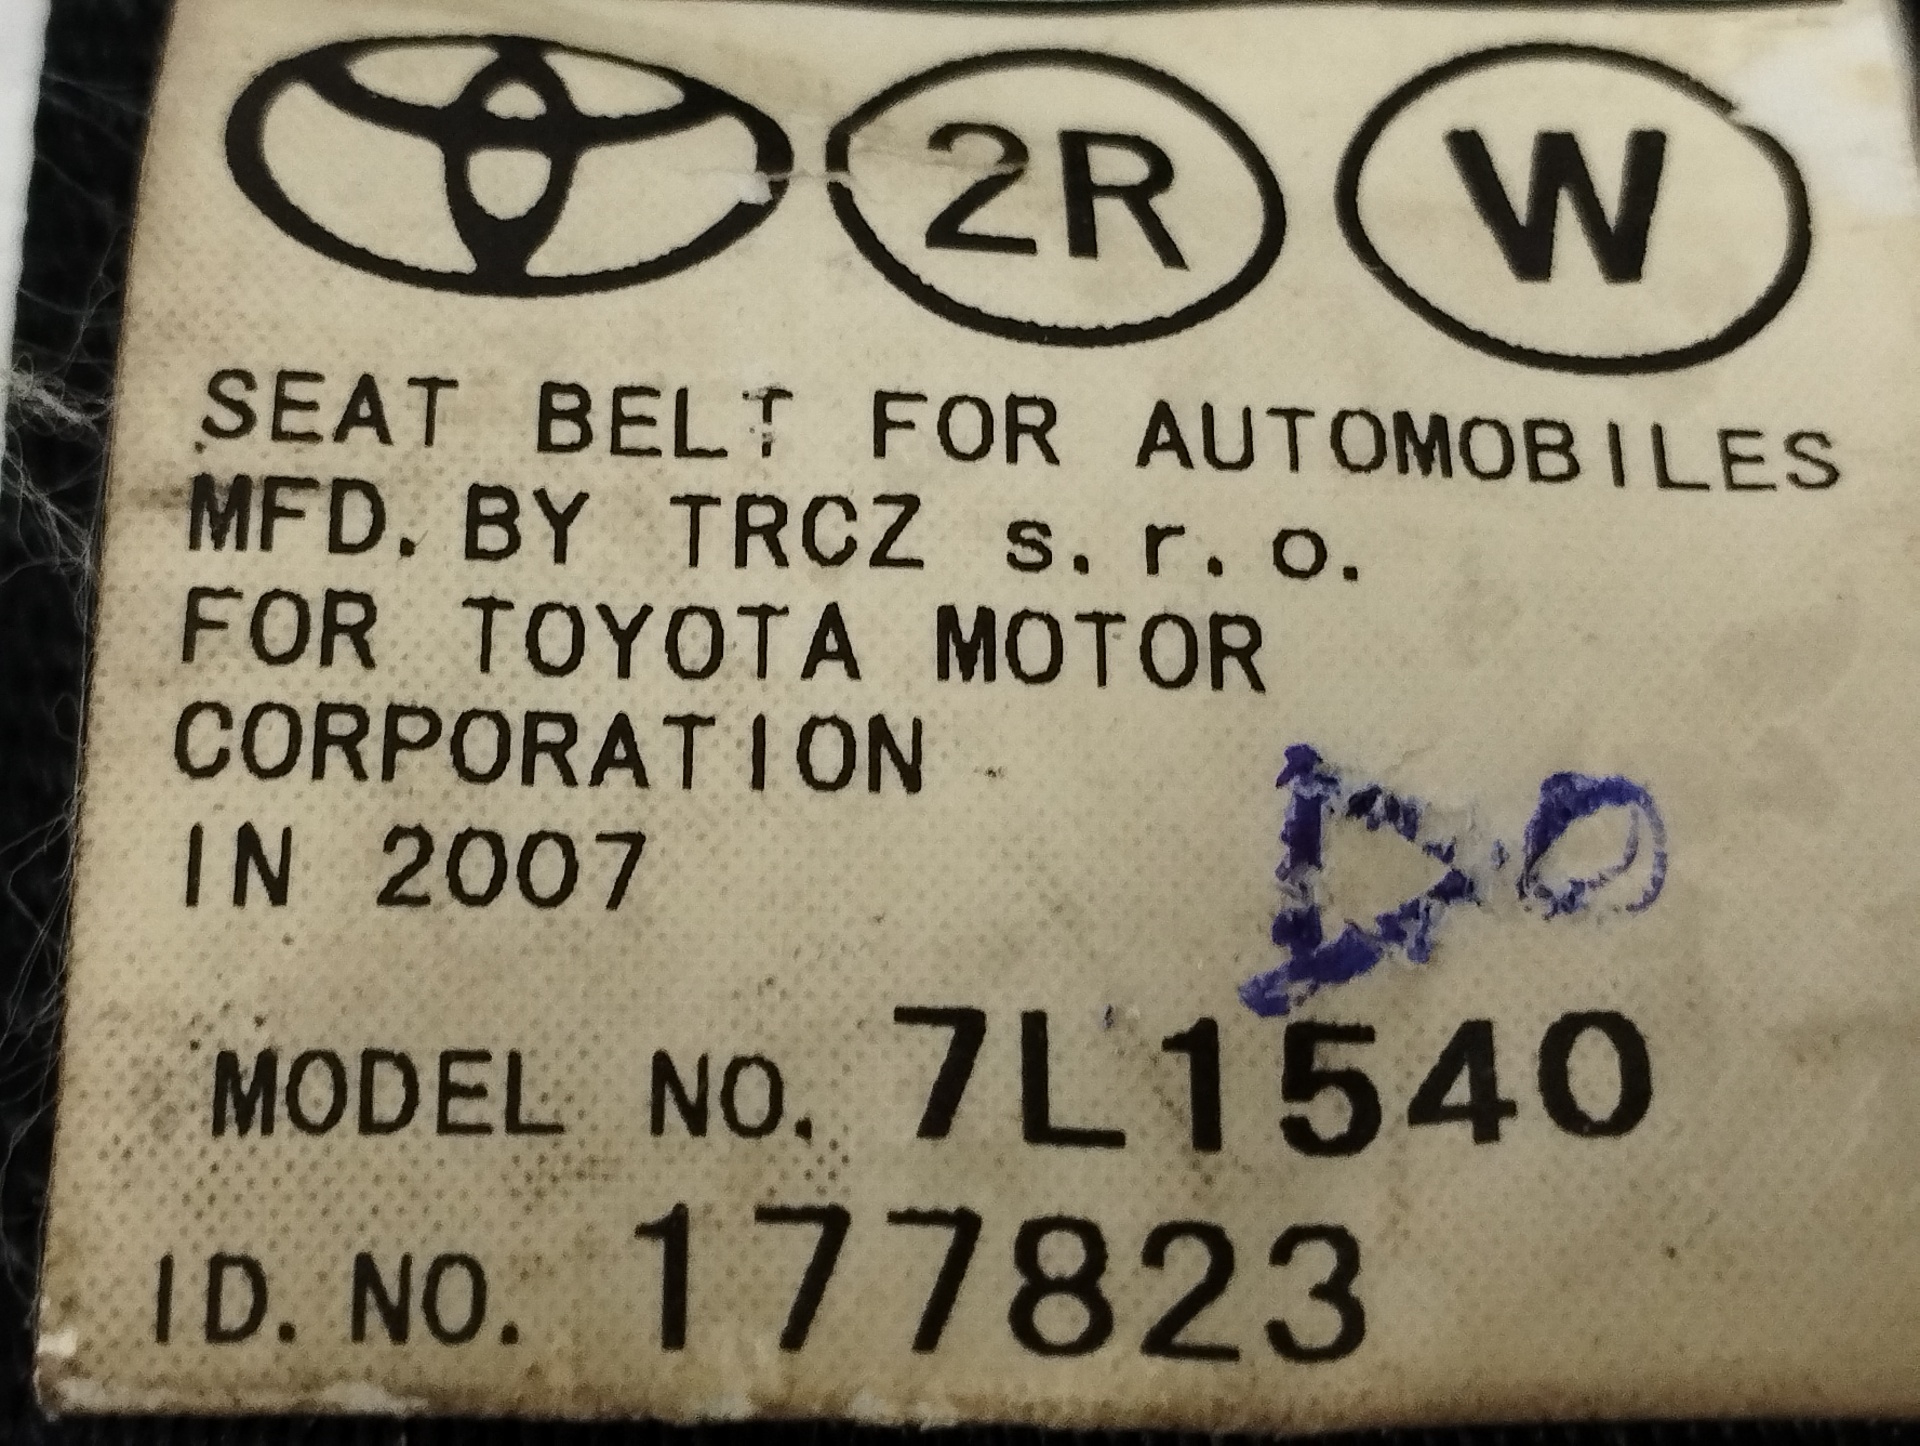 2R W
SEAT BELT FOR AUTOMOBILES
MFD. BY TRCZ s.r.o.
FOR TOYOTA MOTOR
CORPORATION
IN 2007
DO
MODEL NO. 7L1540
ID. NO. 177823